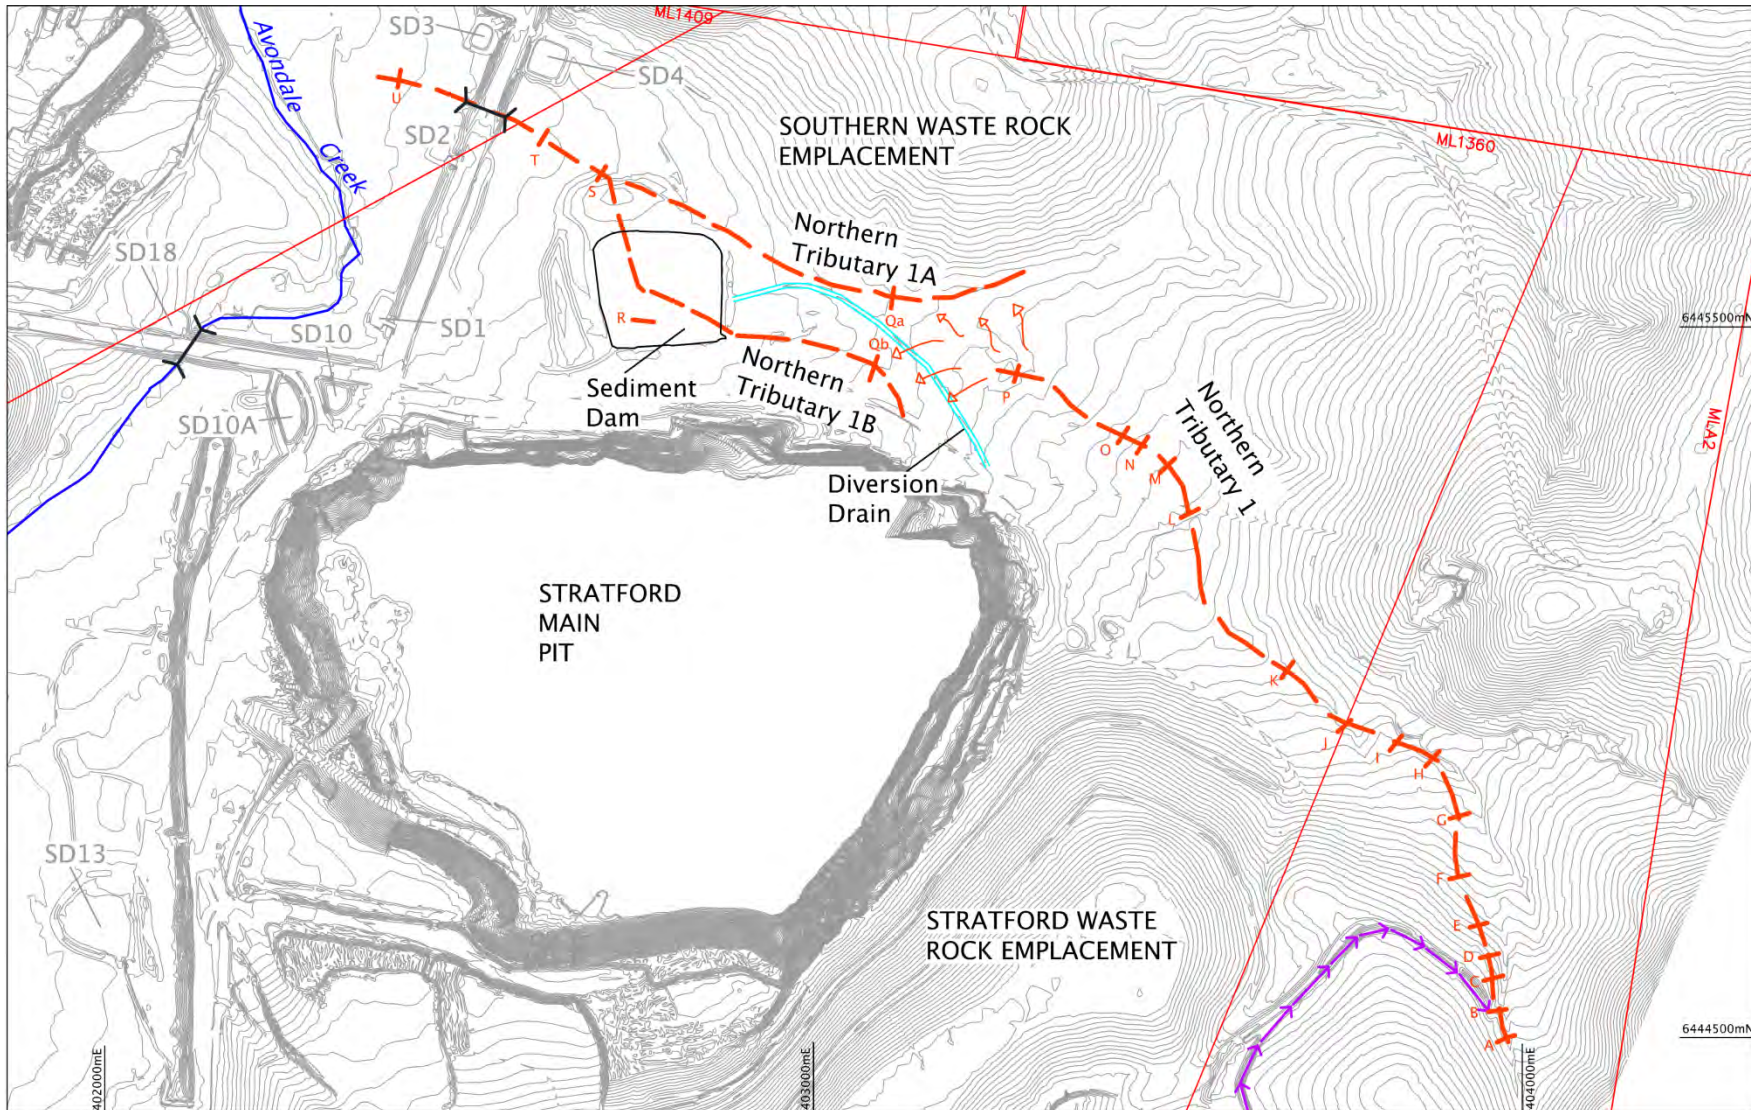 ML1409
SD3
Avondale
Creek
SD4
U
SD2
T
SOUTHERN WASTE ROCK
EMPLACEMENT
ML1360
S
Northern
Tributary 1A
SD18
SD1
SD10
R
Qa
Qb
6445500mN
Sediment
Dam
Northern
Tributary 1B
P
Northern
Tributary 1
MLA2
SD10A
O
N
M
L
Diversion
Drain
STRATFORD
MAIN
PIT
K
J
I
H
G
F
SD13
STRATFORD WASTE
ROCK EMPLACEMENT
E
D
C
B
A
6444500mN
402000mE
403000mE
404000mE